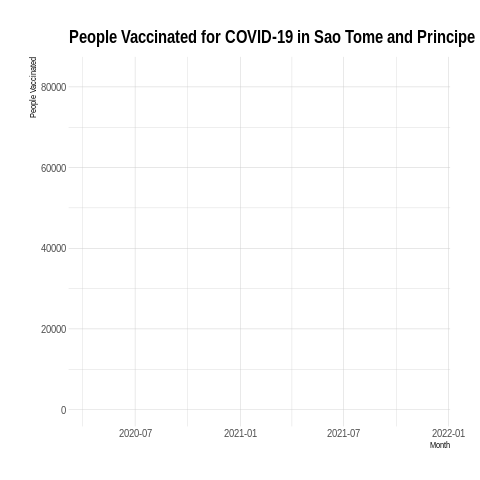 People Vaccinated for COVID-19 in Sao Tome and Principe
People Vaccinated
80000
60000
40000
20000
0
2020-07 2021-01 2021-07 2022-01
Month